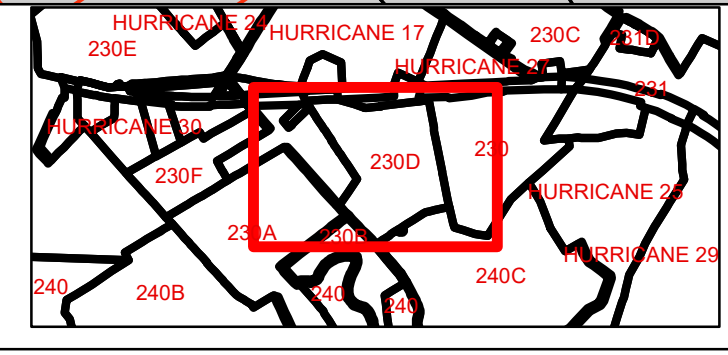 HURRICANE 24
HURRICANE 17
230E
230C
231D
HURRICANE 27
231
HURRICANE 30
230D
230
230F
HURRICANE 25
230A
230B
HURRICANE 29
240
240B
240
240
240C